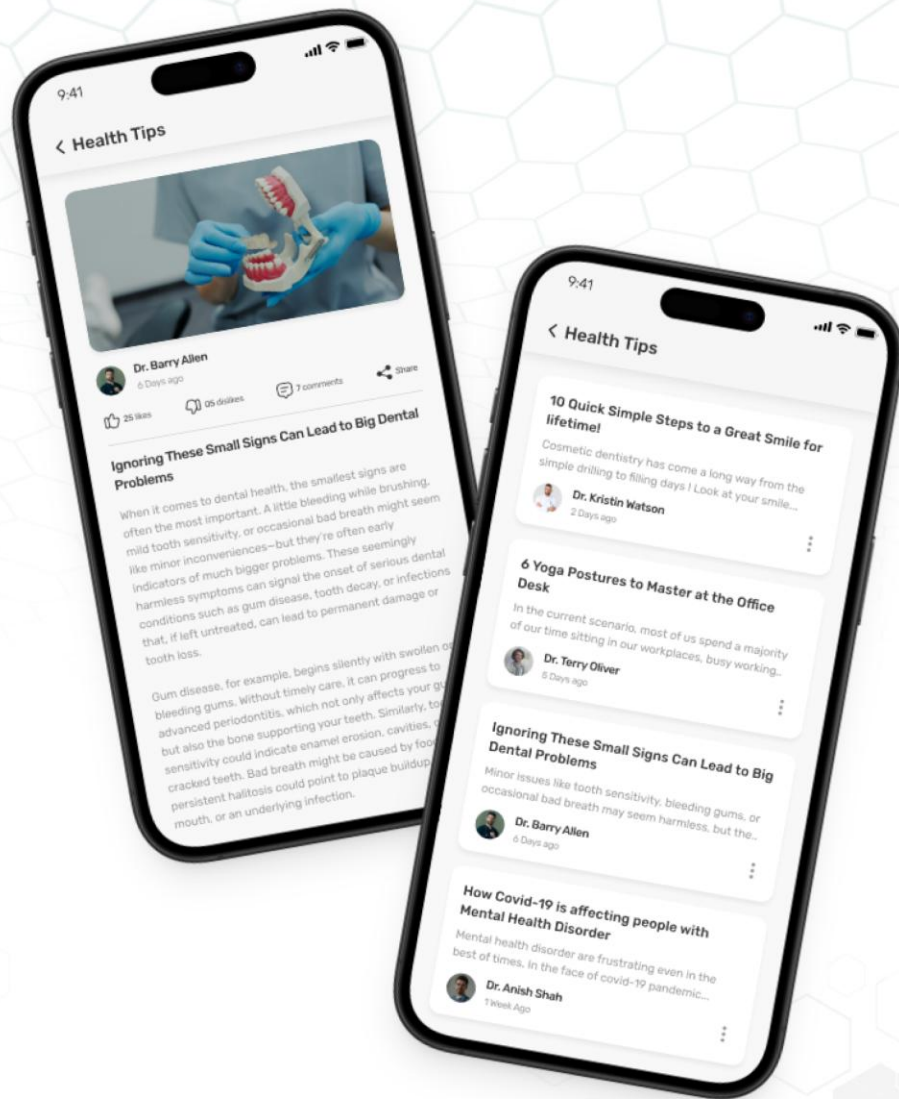 9:41
Health Tips
Dr. Barry Allen
6 Days ago
25 likes
05 dislikes
7 comments
Share
Ignoring These Small Signs Can Lead to Big Dental
Problems
When it comes to dental health, the smallest signs are
often the most important. A little bleeding while brushing,
mild tooth sensitivity, or occasional bad breath might seem
like minor inconveniences—but they're often early
indicators of much bigger problems. These seemingly
harmless symptoms can signal the onset of serious dental
conditions such as gum disease, tooth decay, or infections
that, if left untreated, can lead to permanent damage or
tooth loss.
Gum disease, for example, begins silently with swollen
bleeding gums. Without timely care, it can progress to
advanced periodontitis, which not only affects your
but also the bone supporting your teeth. Similarly,
sensitivity could indicate enamel erosion, cavities,
cracked teeth. Bad breath might be caused by
persistent halitosis could point to plaque buildup
mouth, or an underlying infection.
9:41
Health Tips
10 Quick Simple Steps to a Great Smile for
lifetime!
Cosmetic dentistry has come a long way from the
simple drilling to filling days ! Look at your smile...
Dr. Kristin Watson
2 Days ago
6 Yoga Postures to Master at the Office
Desk
In the current scenario, most of us spend a majority
of our time sitting in our workplaces, busy working..
Dr. Terry Oliver
5 Days ago
Ignoring These Small Signs Can Lead to Big
Dental Problems
Minor issues like tooth sensitivity, bleeding gums, or
occasional bad breath may seem harmless, but the..
Dr. Barry Allen
6 Days ago
How Covid-19 is affecting people with
Mental Health Disorder
Mental health disorder are frustrating even in the
best of times, in the face of covid-19 pandemic...
Dr. Anish Shah
1 Week Ago